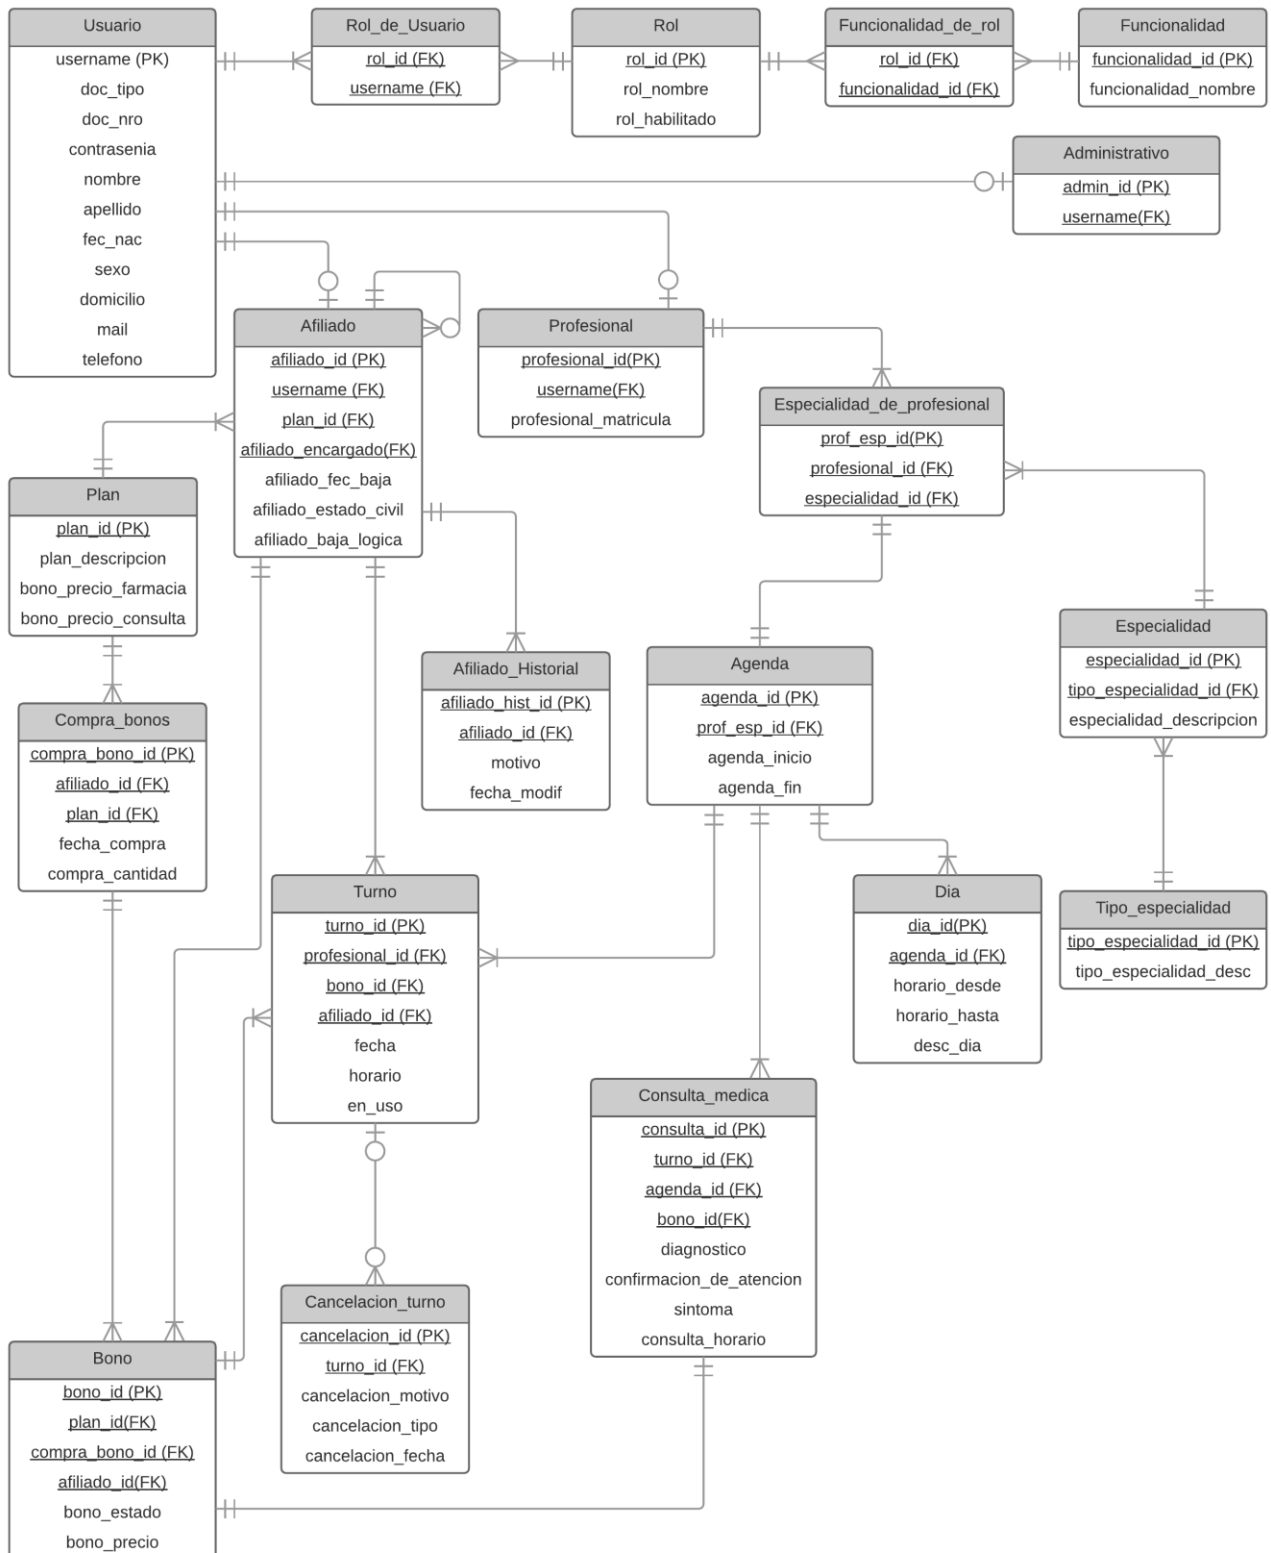 Usuario
username (PK)
doc_tipo
doc_nro
contrasenia
nombre
apellido
fec_nac
sexo
domicilio
mail
telefono
Rol_de_Usuario
rol_id (FK)
username (FK)
Rol
rol_id (PK)
rol_nombre
rol_habilitado
Funcionalidad_de_rol
rol_id (FK)
funcionalidad_id (FK)
Funcionalidad
funcionalidad_id (PK)
funcionalidad_nombre
Administrativo
admin_id (PK)
username(FK)
Afiliado
afiliado_id (PK)
username (FK)
plan_id (FK)
afiliado_encargado(FK)
afiliado_fec_baja
afiliado_estado_civil
afiliado_baja_logica
Profesional
profesional_id(PK)
username(FK)
profesional_matricula
Especialidad_de_profesional
prof_esp_id(PK)
profesional_id (FK)
especialidad_id (FK)
Plan
plan_id (PK)
plan_descripcion
bono_precio_farmacia
bono_precio_consulta
Especialidad
especialidad_id (PK)
tipo_especialidad_id (FK)
especialidad_descripcion
Afiliado_Historial
afiliado_hist_id (PK)
afiliado_id (FK)
motivo
fecha_modif
Agenda
agenda_id (PK)
prof_esp_id (FK)
agenda_inicio
agenda_fin
Compra_bonos
compra_bono_id (PK)
afiliado_id (FK)
plan_id (FK)
fecha_compra
compra_cantidad
Turno
turno_id (PK)
profesional_id (FK)
bono_id (FK)
afiliado_id (FK)
fecha
horario
en_uso
Dia
dia_id(PK)
agenda_id (FK)
horario_desde
horario_hasta
desc_dia
Tipo_especialidad
tipo_especialidad_id (PK)
tipo_especialidad_desc
Consulta_medica
consulta_id (PK)
turno_id (FK)
agenda_id (FK)
bono_id(FK)
diagnostico
confirmacion_de_atencion
sintoma
consulta_horario
Cancelacion_turno
cancelacion_id (PK)
turno_id (FK)
cancelacion_motivo
cancelacion_tipo
cancelacion_fecha
Bono
bono_id (PK)
plan_id(FK)
compra_bono_id (FK)
afiliado_id(FK)
bono_estado
bono_precio